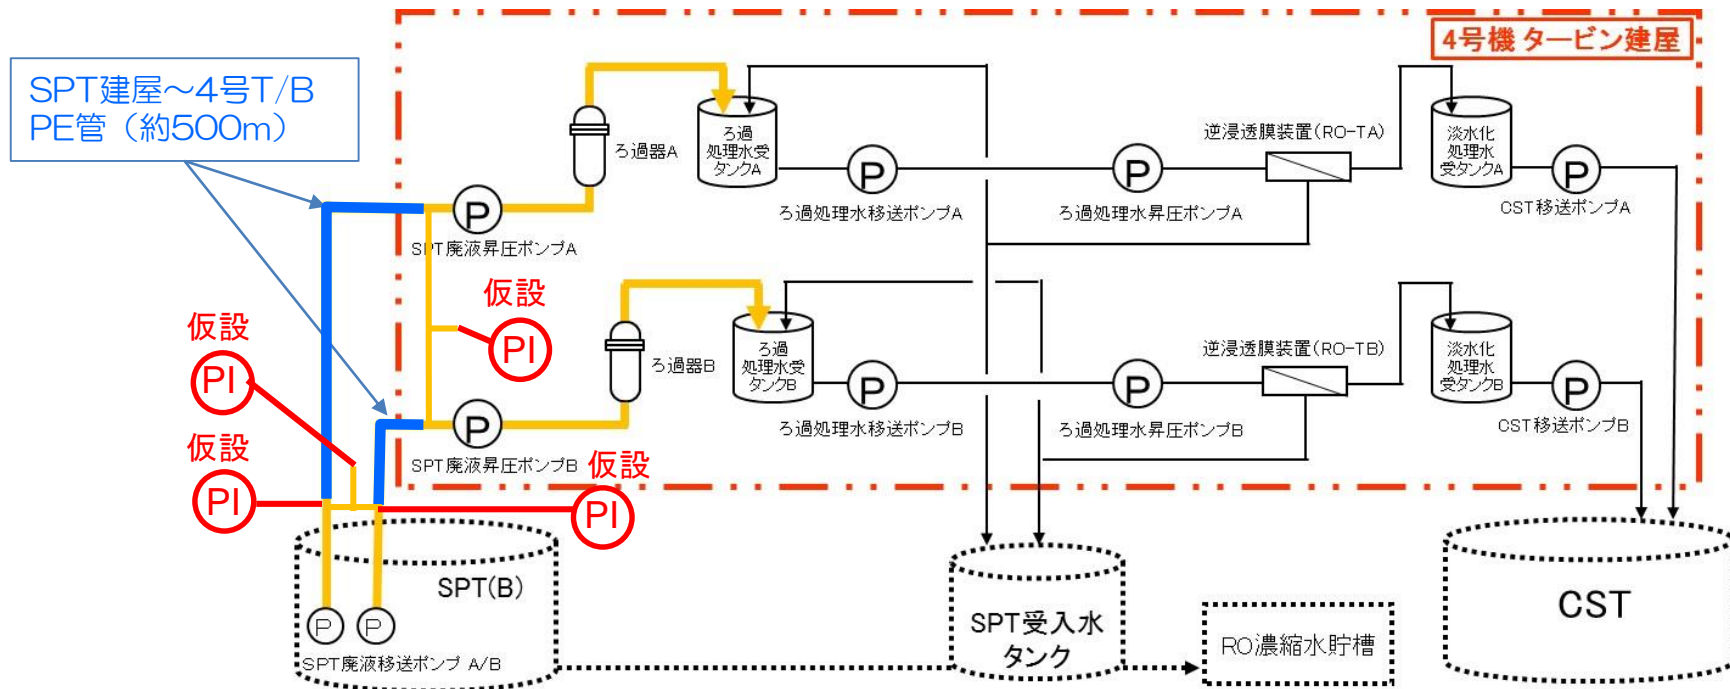 4号機 タービン建屋
SPT建屋～4号T/B
PE管（約500m）
ろ過器A
ろ過
処理水受
タンクA
逆浸透膜装置(RO-TA)
淡水化
処理水
受タンクA
P
P
P
P
SPT廃液昇圧ポンプA
ろ過処理水移送ポンプA
ろ過処理水昇圧ポンプA
CST移送ポンプA
仮設
PI
仮設
PI
ろ過器B
ろ過
処理水受
タンクB
逆浸透膜装置(RO-TB)
淡水化
処理水
受タンクB
P
P
P
P
SPT廃液昇圧ポンプB
ろ過処理水移送ポンプB
ろ過処理水昇圧ポンプB
CST移送ポンプB
仮設
PI
仮設
PI
SPT(B)
P
P
SPT廃液移送ポンプ A/B
SPT受入水
タンク
RO濃縮水貯槽
CST